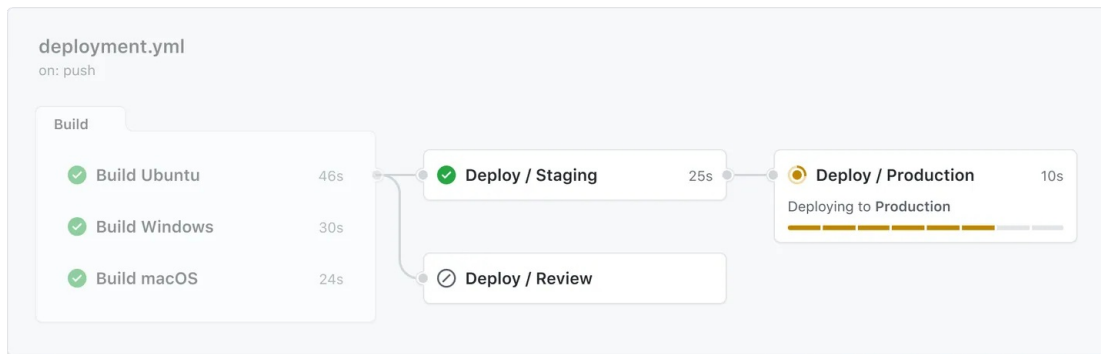 deployment.yml
on: push
Build
Build Ubuntu 46s
Build Windows 30s
Build macOS 24s
Deploy / Staging 25s
Deploy / Review
Deploy / Production 10s
Deploying to Production